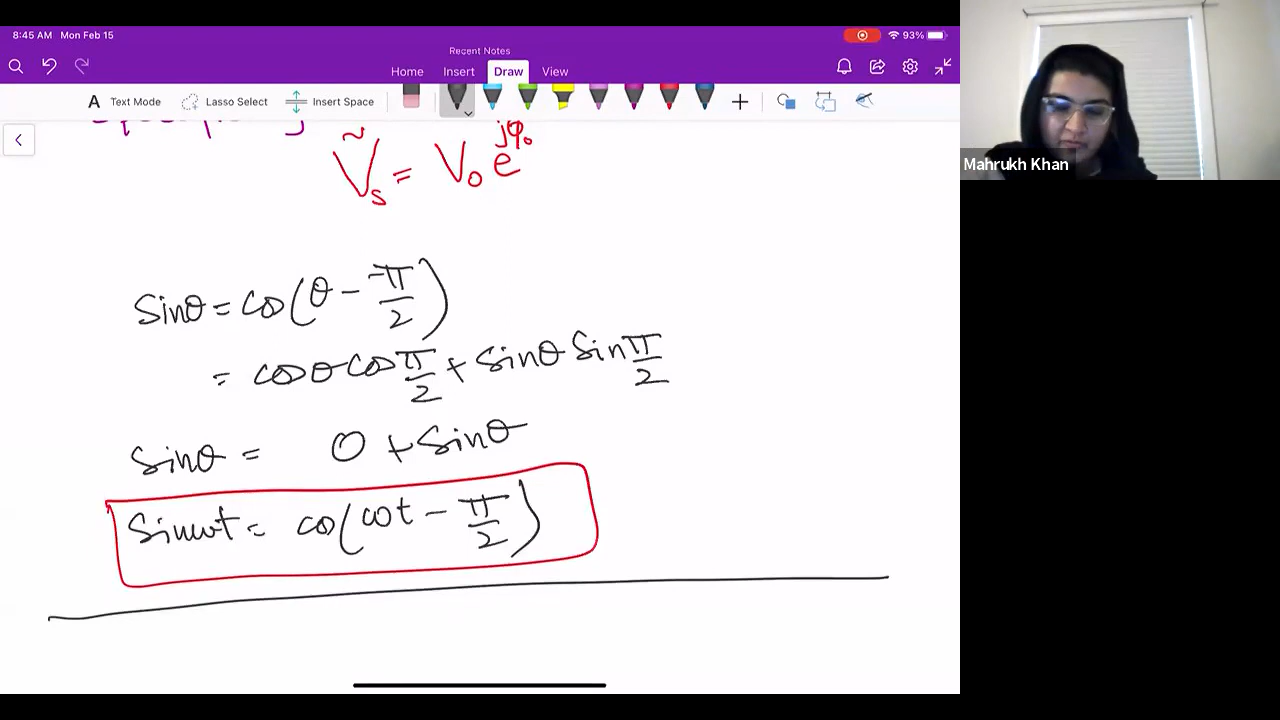 8:45 AM Mon Feb 15
93%
Recent Notes
Home Insert Draw View
Text Mode Lasso Select Insert Space
Ṽs = V₀ e^jφ₀
Sinθ = cos(θ - π/2)
= cosθ cos π/2 + Sinθ Sin π/2
Sinθ = 0 + Sinθ
Sinωt = cos(ωt - π/2)
Mahrukh Khan